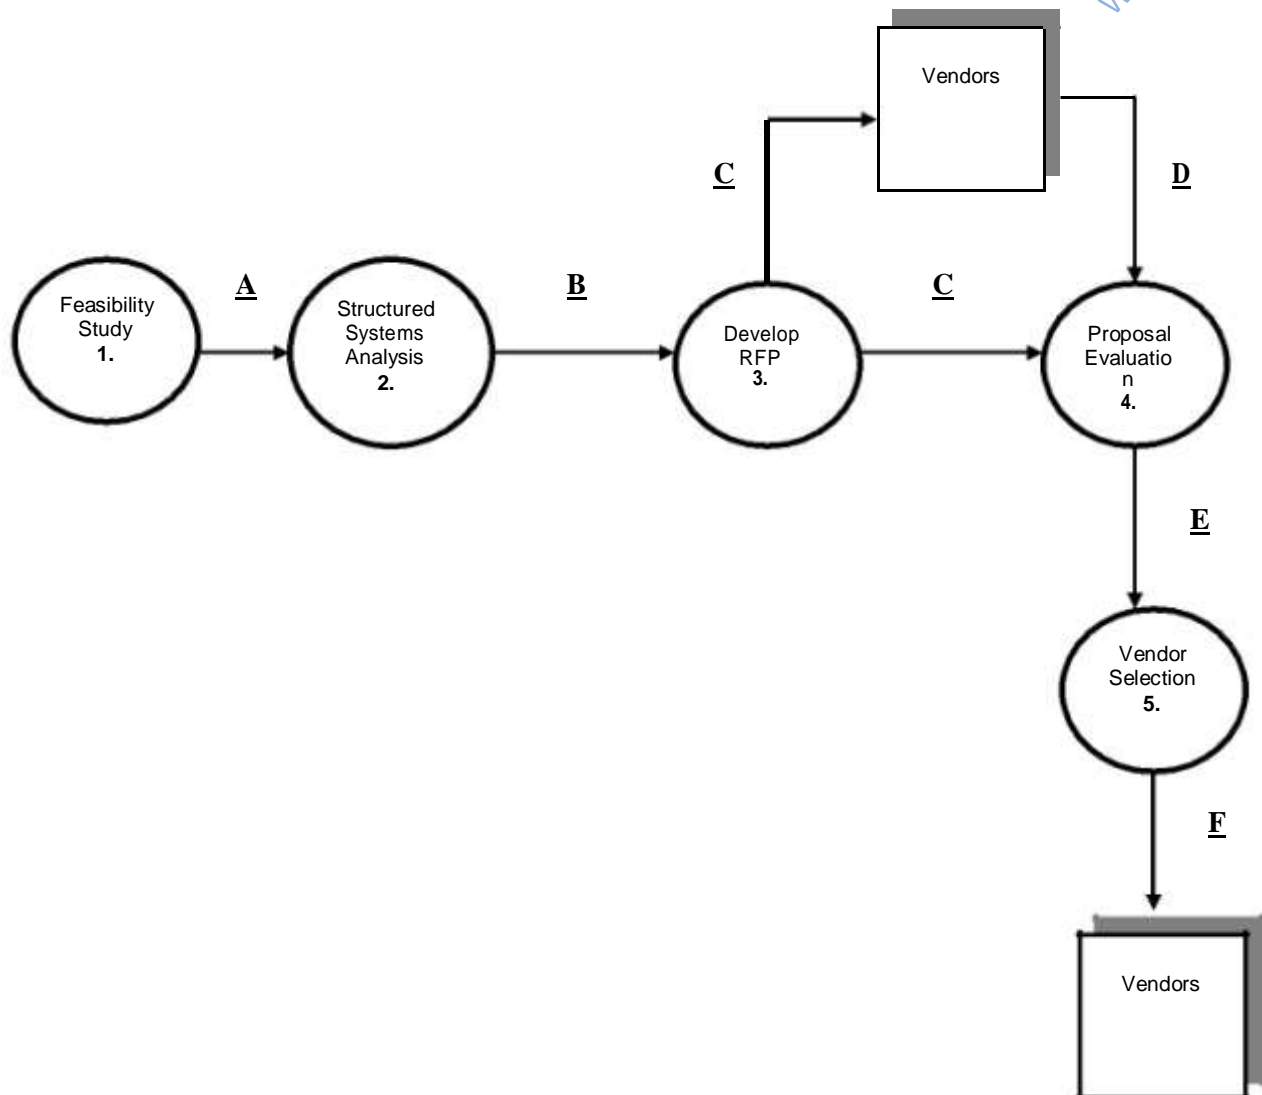 Vendors
C
D
Feasibility
Study
1.
A
Structured
Systems
Analysis
2.
B
Develop
RFP
3.
C
Proposal
Evaluatio
n
4.
E
Vendor
Selection
5.
F
Vendors